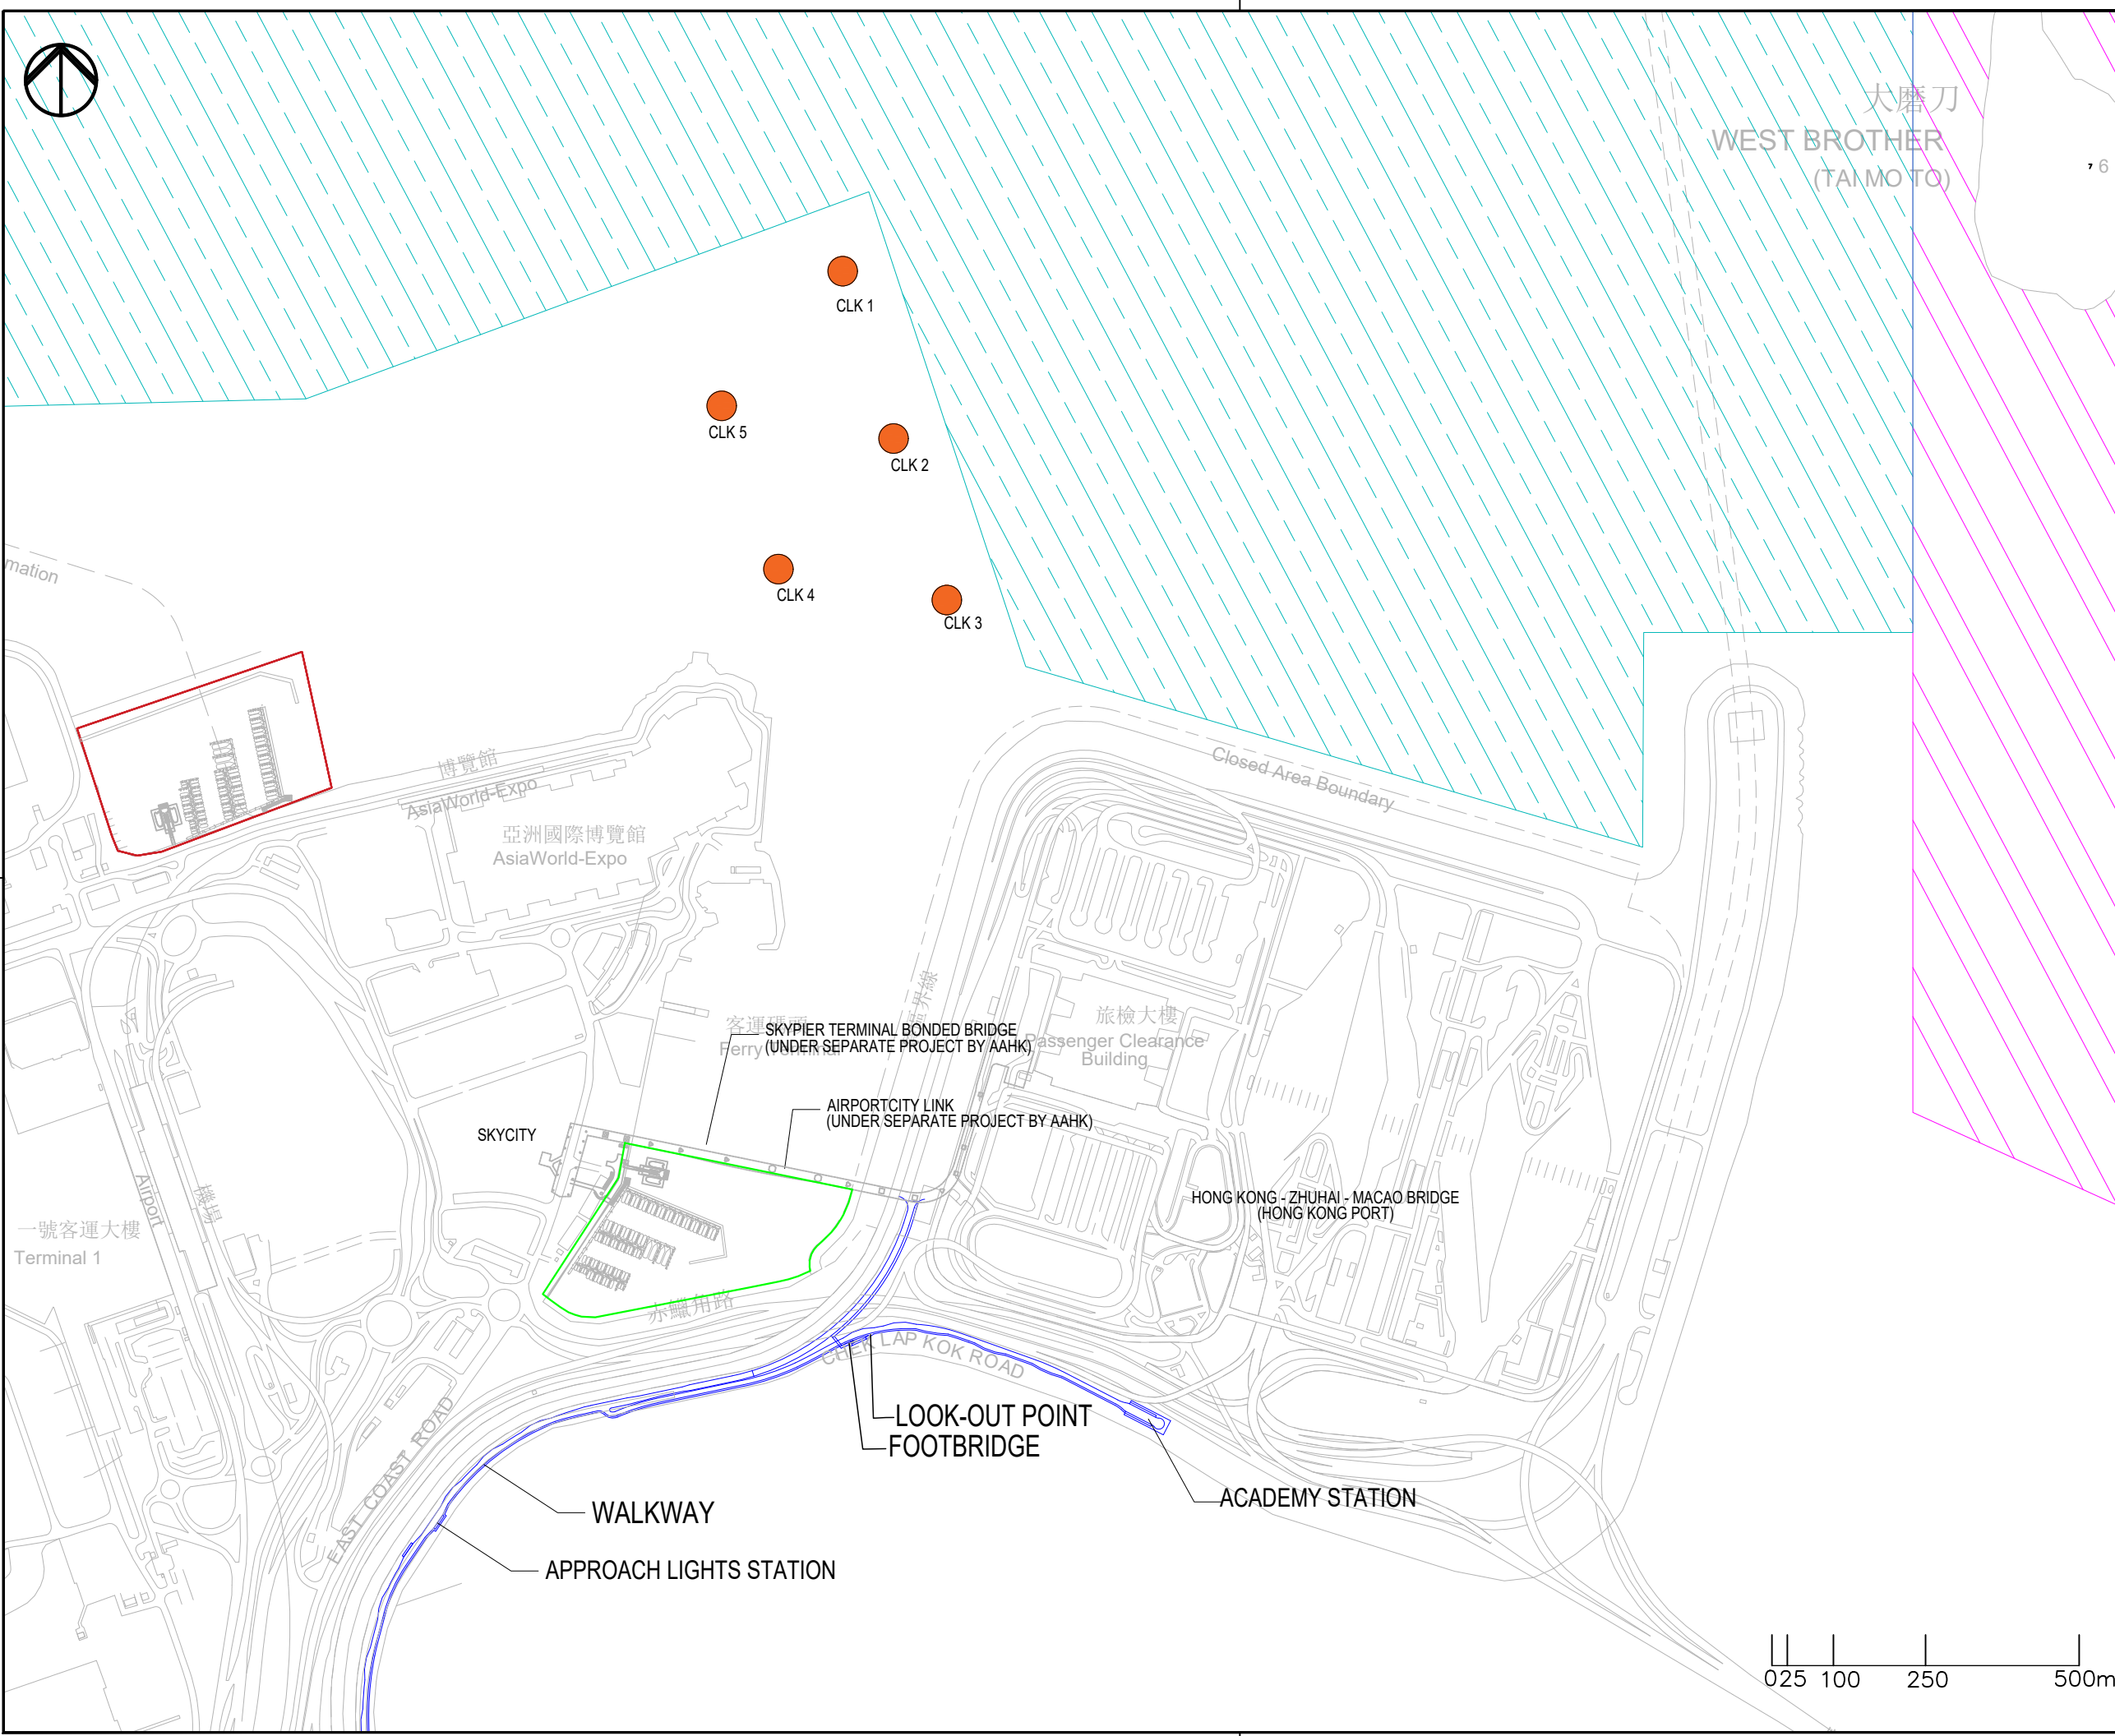 大磨刀
WEST BROTHER
(TAI MO TO)
6
CLK 1
CLK 5
CLK 2
CLK 4
CLK 3
mation
博覽館
AsiaWorld-Expo
亞洲國際博覽館
AsiaWorld-Expo
Closed Area Boundary
界線
客運碼頭
Ferry Terminal
SKYPIER TERMINAL BONDED BRIDGE
(UNDER SEPARATE PROJECT BY AAHK)
旅檢大樓
Passenger Clearance
Building
AIRPORTCITY LINK
(UNDER SEPARATE PROJECT BY AAHK)
SKYCITY
機場
Airport
一號客運大樓
Terminal 1
HONG KONG - ZHUHAI - MACAO BRIDGE
(HONG KONG PORT)
赤鱲角路
CHEK LAP KOK ROAD
EAST COAST ROAD
LOOK-OUT POINT
FOOTBRIDGE
WALKWAY
ACADEMY STATION
APPROACH LIGHTS STATION
0 25 100 250 500m